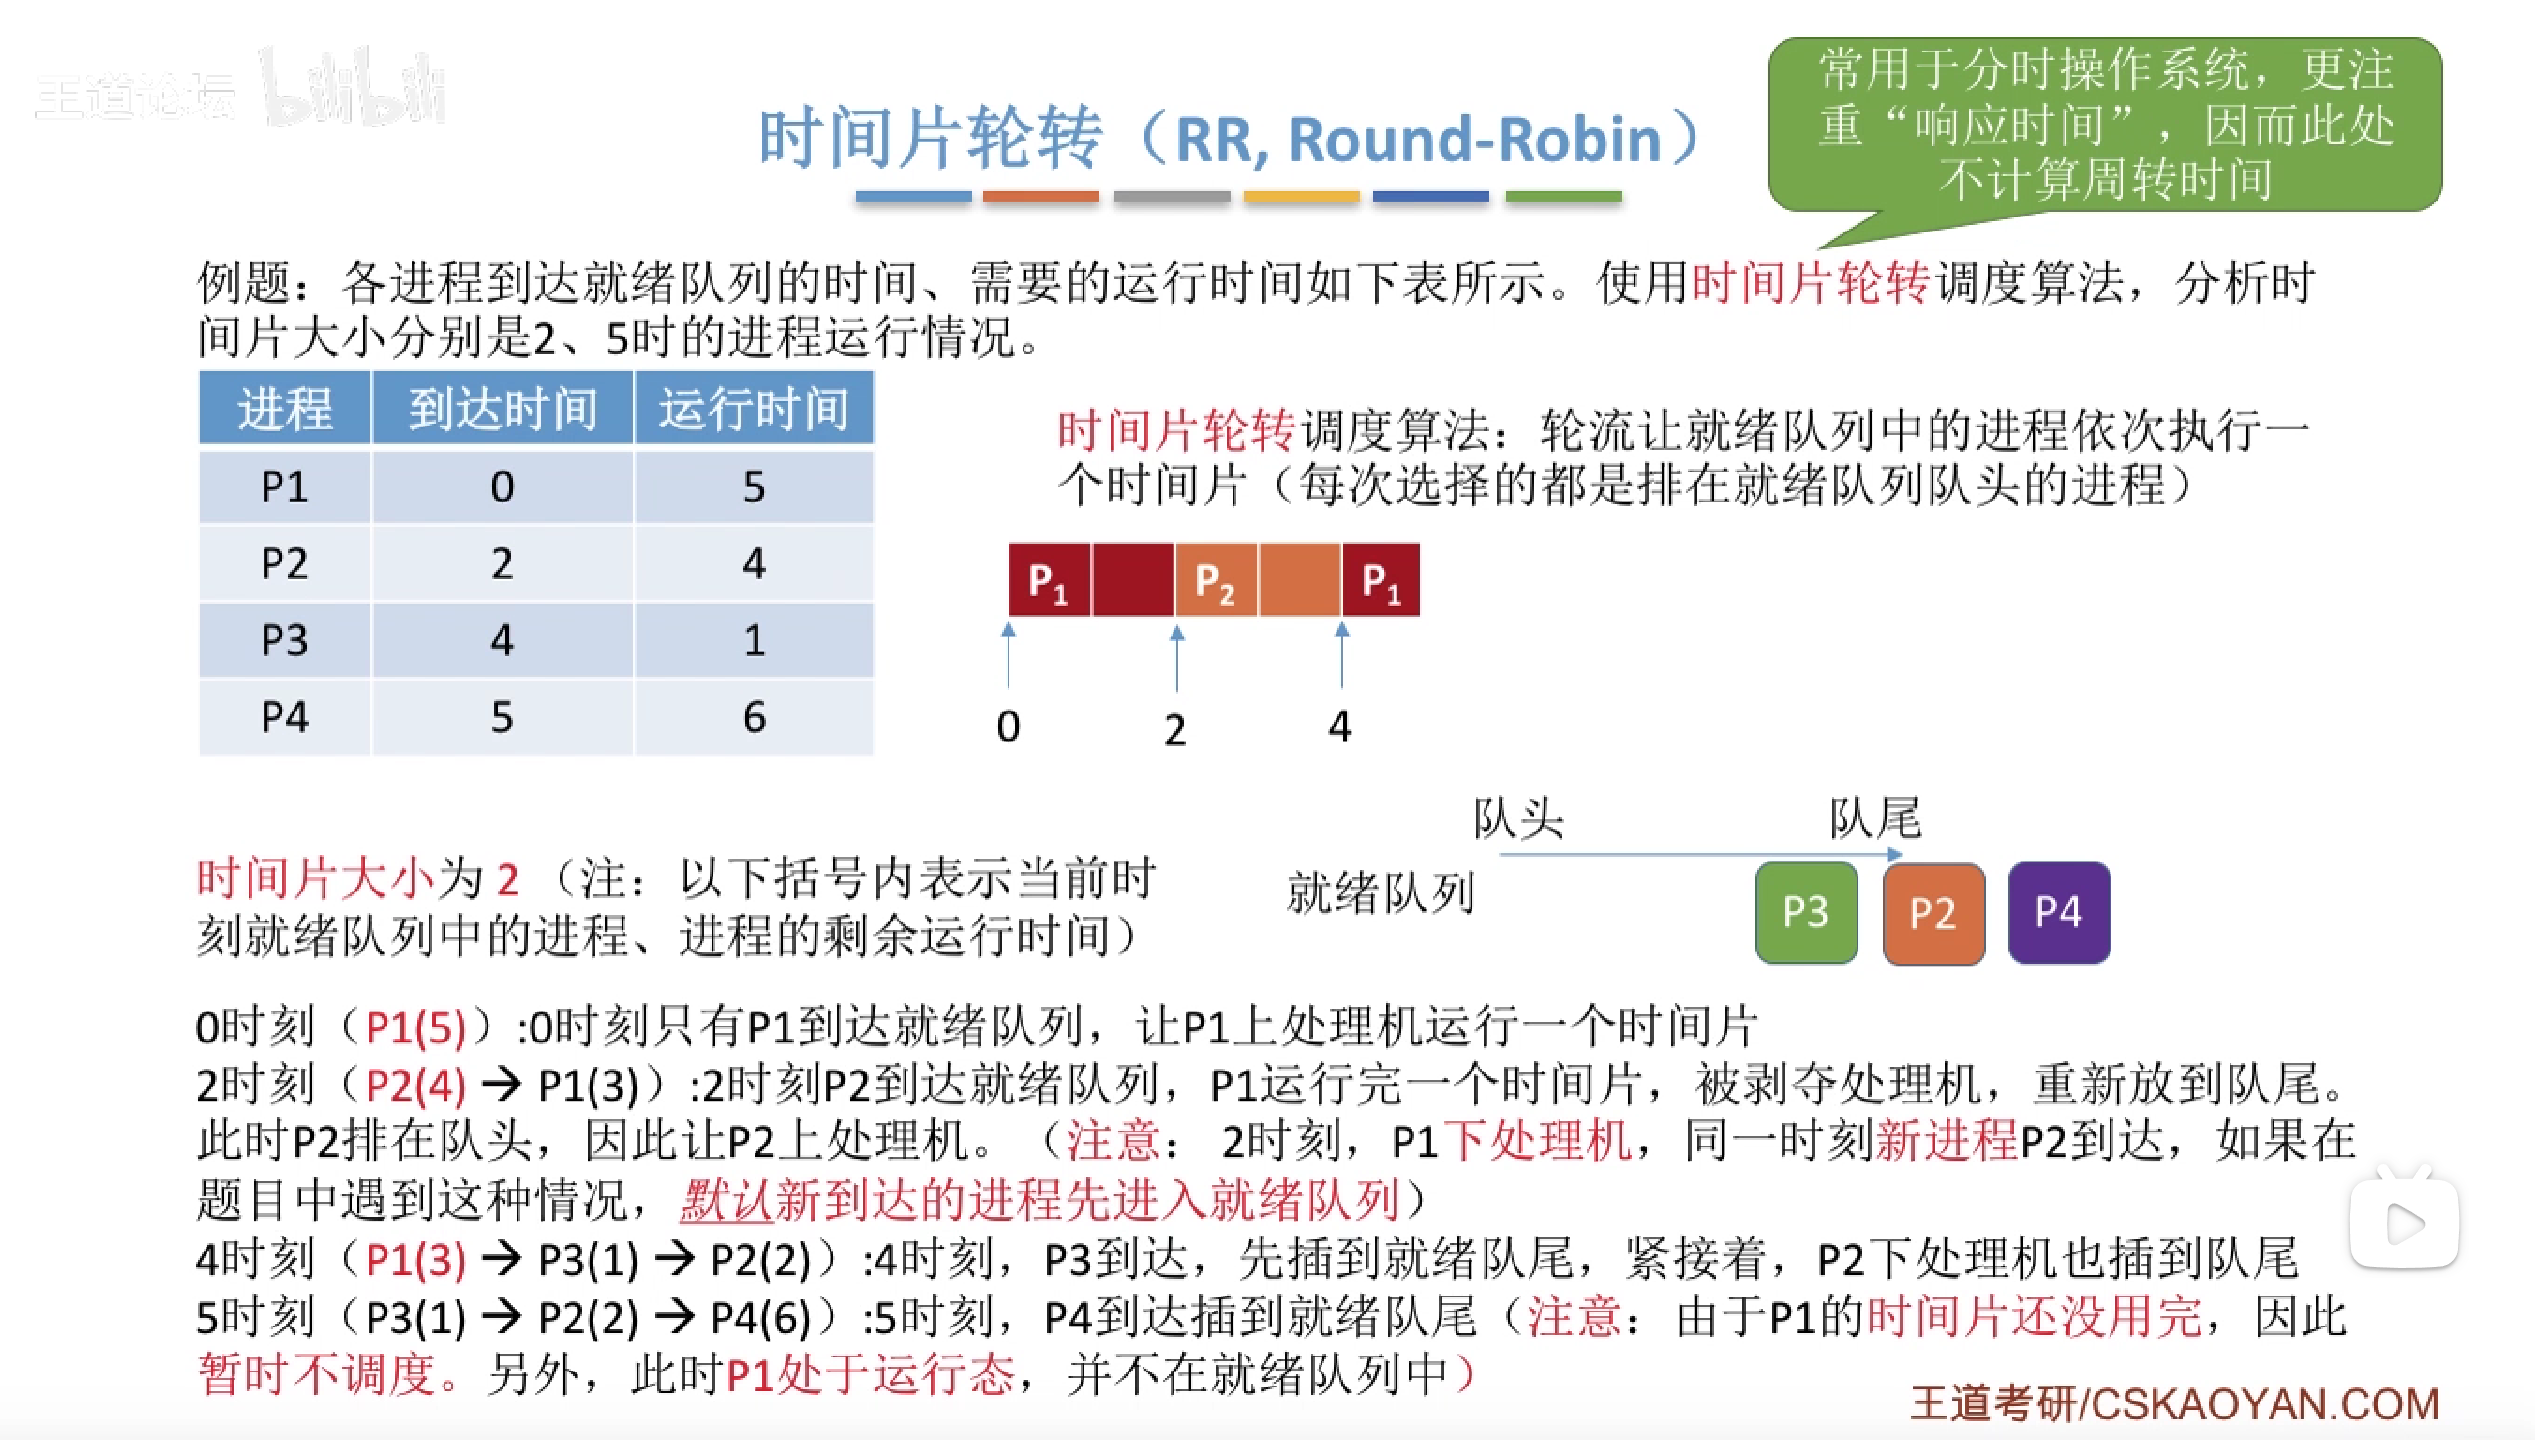 王道论坛 bilibili
常用于分时操作系统，更注
重“响应时间”，因而此处
不计算周转时间
时间片轮转（RR, Round-Robin）
例题：各进程到达就绪队列的时间、需要的运行时间如下表所示。使用时间片轮转调度算法，分析时
间片大小分别是2、5时的进程运行情况。
进程 到达时间 运行时间
P1 0 5
P2 2 4
P3 4 1
P4 5 6
时间片轮转调度算法：轮流让就绪队列中的进程依次执行一
个时间片（每次选择的都是排在就绪队列队头的进程）
P1 P2 P1
0 2 4
队头 队尾
就绪队列 P3 P2 P4
时间片大小为 2（注：以下括号内表示当前时
刻就绪队列中的进程、进程的剩余运行时间）
0时刻（P1(5)）:0时刻只有P1到达就绪队列，让P1上处理机运行一个时间片
2时刻（P2(4) → P1(3)）:2时刻P2到达就绪队列，P1运行完一个时间片，被剥夺处理机，重新放到队尾。
此时P2排在队头，因此让P2上处理机。（注意： 2时刻，P1下处理机，同一时刻新进程P2到达，如果在
题目中遇到这种情况，默认新到达的进程先进入就绪队列）
4时刻（P1(3) → P3(1) → P2(2)）:4时刻，P3到达，先插到就绪队尾，紧接着，P2下处理机也插到队尾
5时刻（P3(1) → P2(2) → P4(6)）:5时刻，P4到达插到就绪队尾（注意：由于P1的时间片还没用完，因此
暂时不调度。另外，此时P1处于运行态，并不在就绪队列中）
王道考研/CSKAOYAN.COM